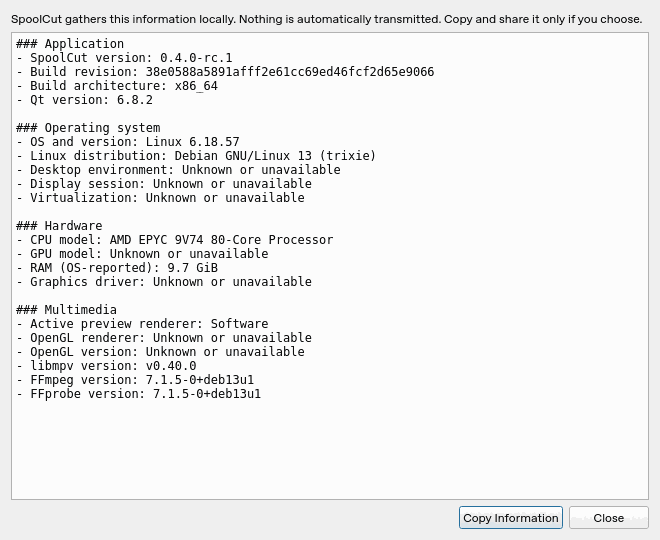 SpoolCut gathers this information locally. Nothing is automatically transmitted. Copy and share it only if you choose.
### Application
- SpoolCut version: 0.4.0-rc.1
- Build revision: 38e0588a5891afff2e61cc69ed46fcf2d65e9066
- Build architecture: x86_64
- Qt version: 6.8.2
### Operating system
- OS and version: Linux 6.18.57
- Linux distribution: Debian GNU/Linux 13 (trixie)
- Desktop environment: Unknown or unavailable
- Display session: Unknown or unavailable
- Virtualization: Unknown or unavailable
### Hardware
- CPU model: AMD EPYC 9V74 80-Core Processor
- GPU model: Unknown or unavailable
- RAM (OS-reported): 9.7 GiB
- Graphics driver: Unknown or unavailable
### Multimedia
- Active preview renderer: Software
- OpenGL renderer: Unknown or unavailable
- OpenGL version: Unknown or unavailable
- libmpv version: v0.40.0
- FFmpeg version: 7.1.5-0+deb13u1
- FFprobe version: 7.1.5-0+deb13u1
Copy Information
Close